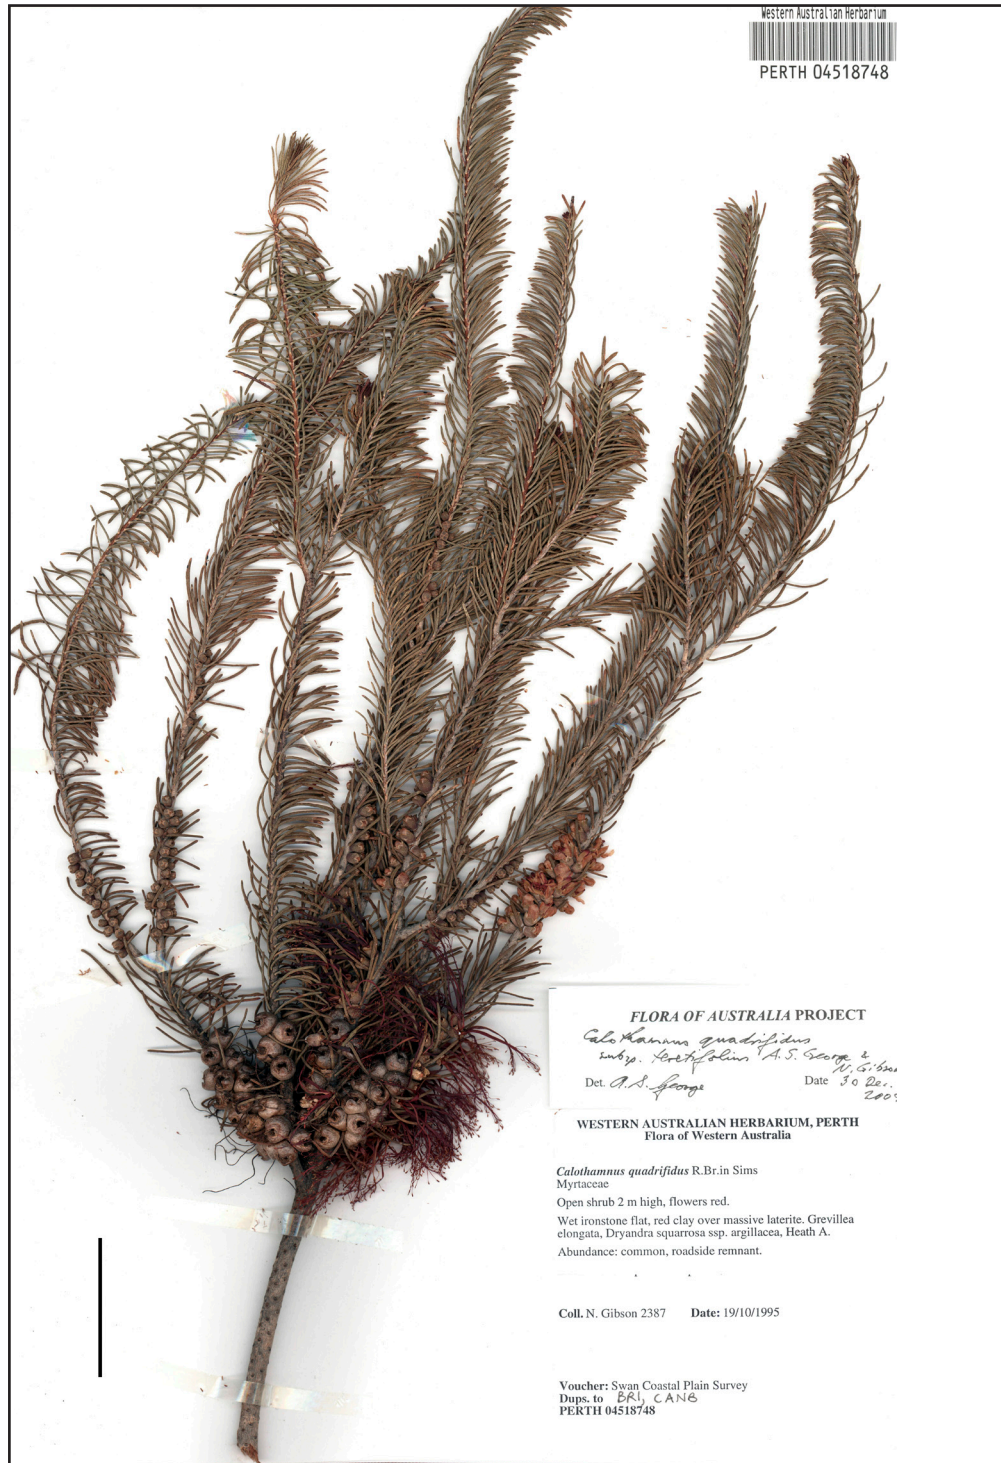 Western Australian Herbarium
PERTH 04518748
FLORA OF AUSTRALIA PROJECT
Calothamnus quadrifidus
subsp. teretifolius A.S. George &
N. Gibson
Det. A.S. George
Date 30 Dec.
WESTERN AUSTRALIAN HERBARIUM, PERTH
Flora of Western Australia
Calothamnus quadrifidus R.Br.in Sims
Myrtaceae
Open shrub 2 m high, flowers red.
Wet ironstone flat, red clay over massive laterite. Grevillea
elongata, Dryandra squarrosa ssp. argillacea, Heath A.
Abundance: common, roadside remnant.
Coll. N. Gibson 2387 Date: 19/10/1995
Voucher: Swan Coastal Plain Survey
Dups. to BRI, CANB
PERTH 04518748